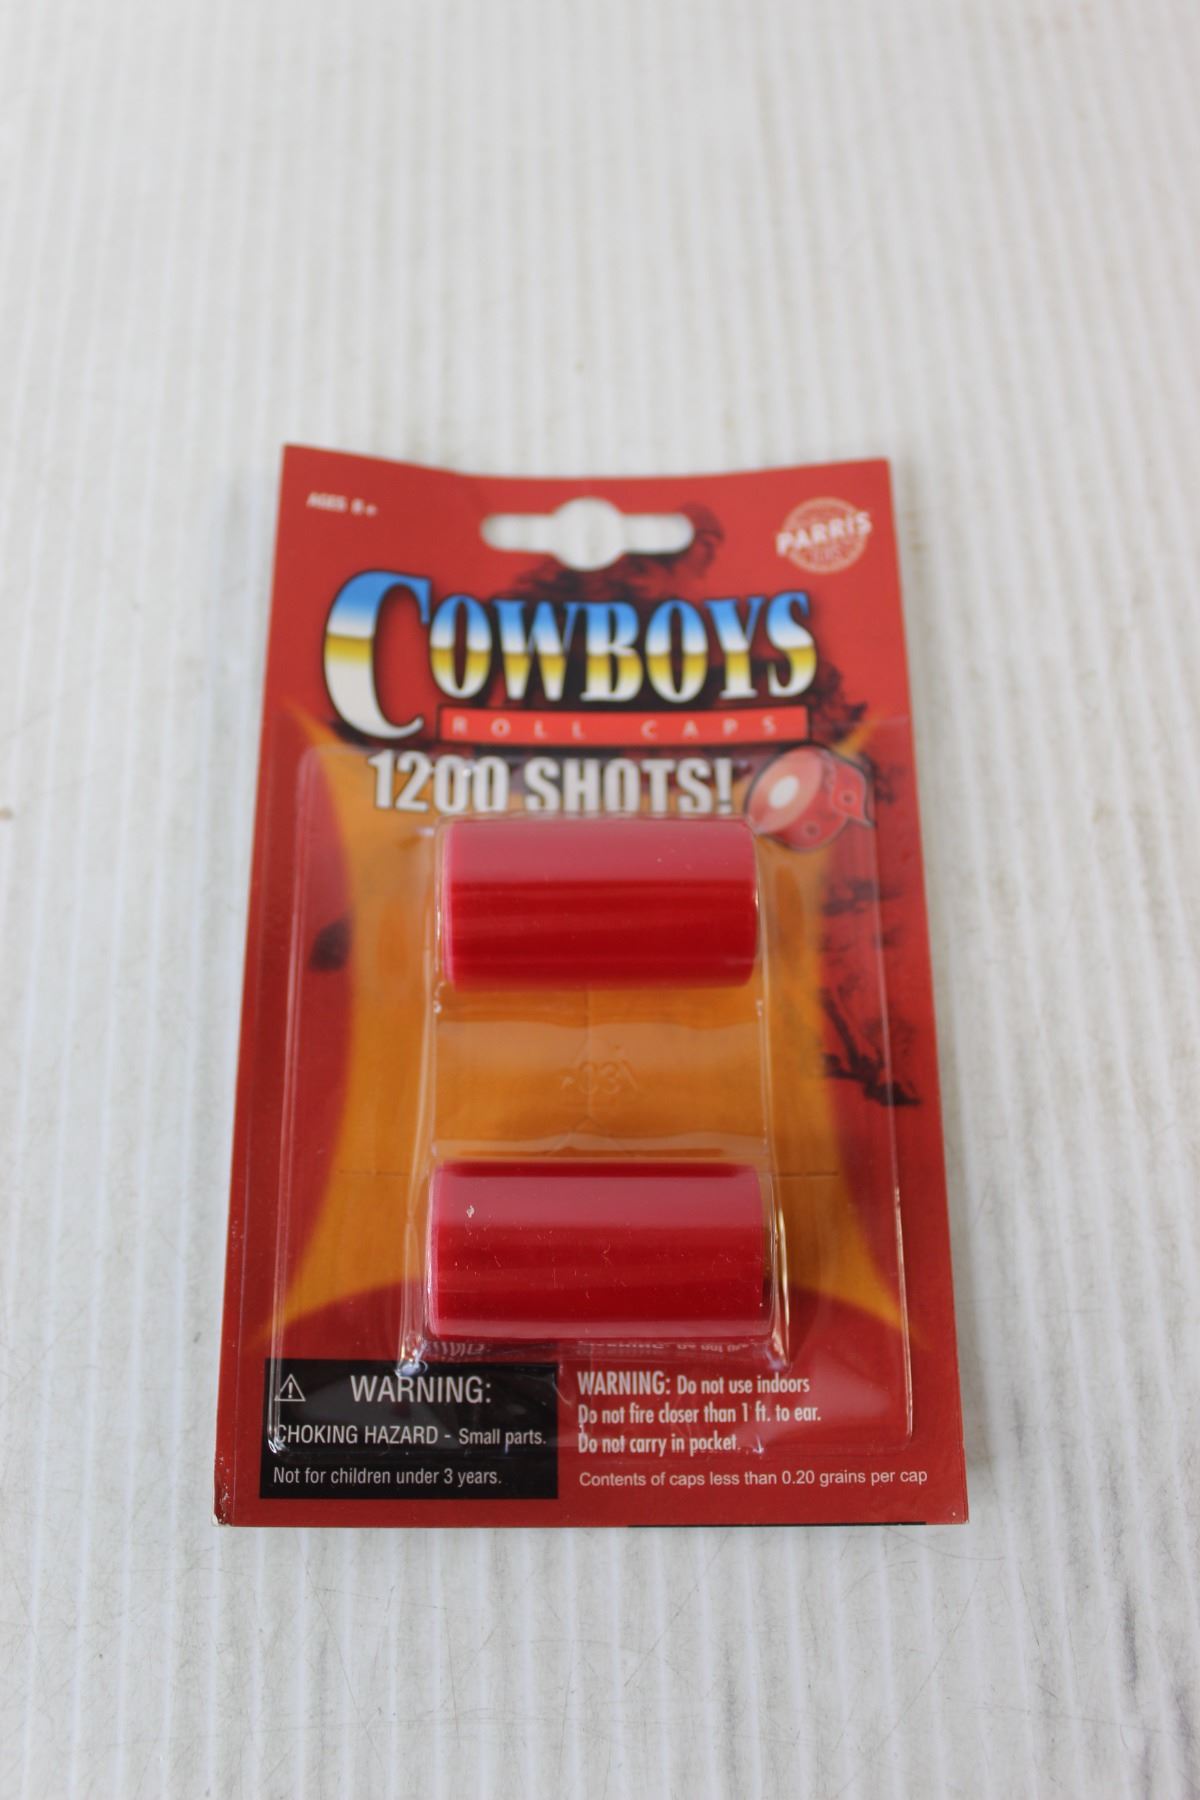 AGES 8+
PARRIS
COWBOYS
ROLL CAPS
1200 SHOTS!
WARNING:
CHOKING HAZARD - Small parts.
Not for children under 3 years.
WARNING: Do not use indoors
Do not fire closer than 1 ft. to ear.
Do not carry in pocket.
Contents of caps less than 0.20 grains per cap